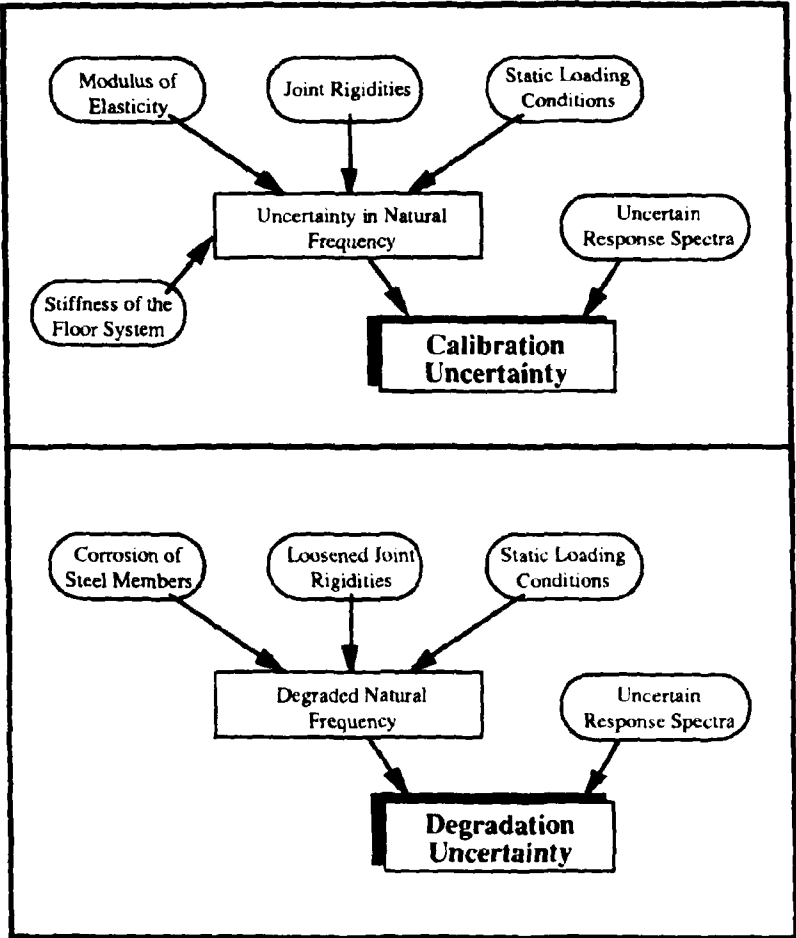 Modulus of
Elasticity
Joint Rigidities
Static Loading
Conditions
Uncertainty in Natural
Frequency
Uncertain
Response Spectra
Stiffness of the
Floor System
Calibration
Uncertainty
Corrosion of
Steel Members
Loosened Joint
Rigidities
Static Loading
Conditions
Degraded Natural
Frequency
Uncertain
Response Spectra
Degradation
Uncertainty